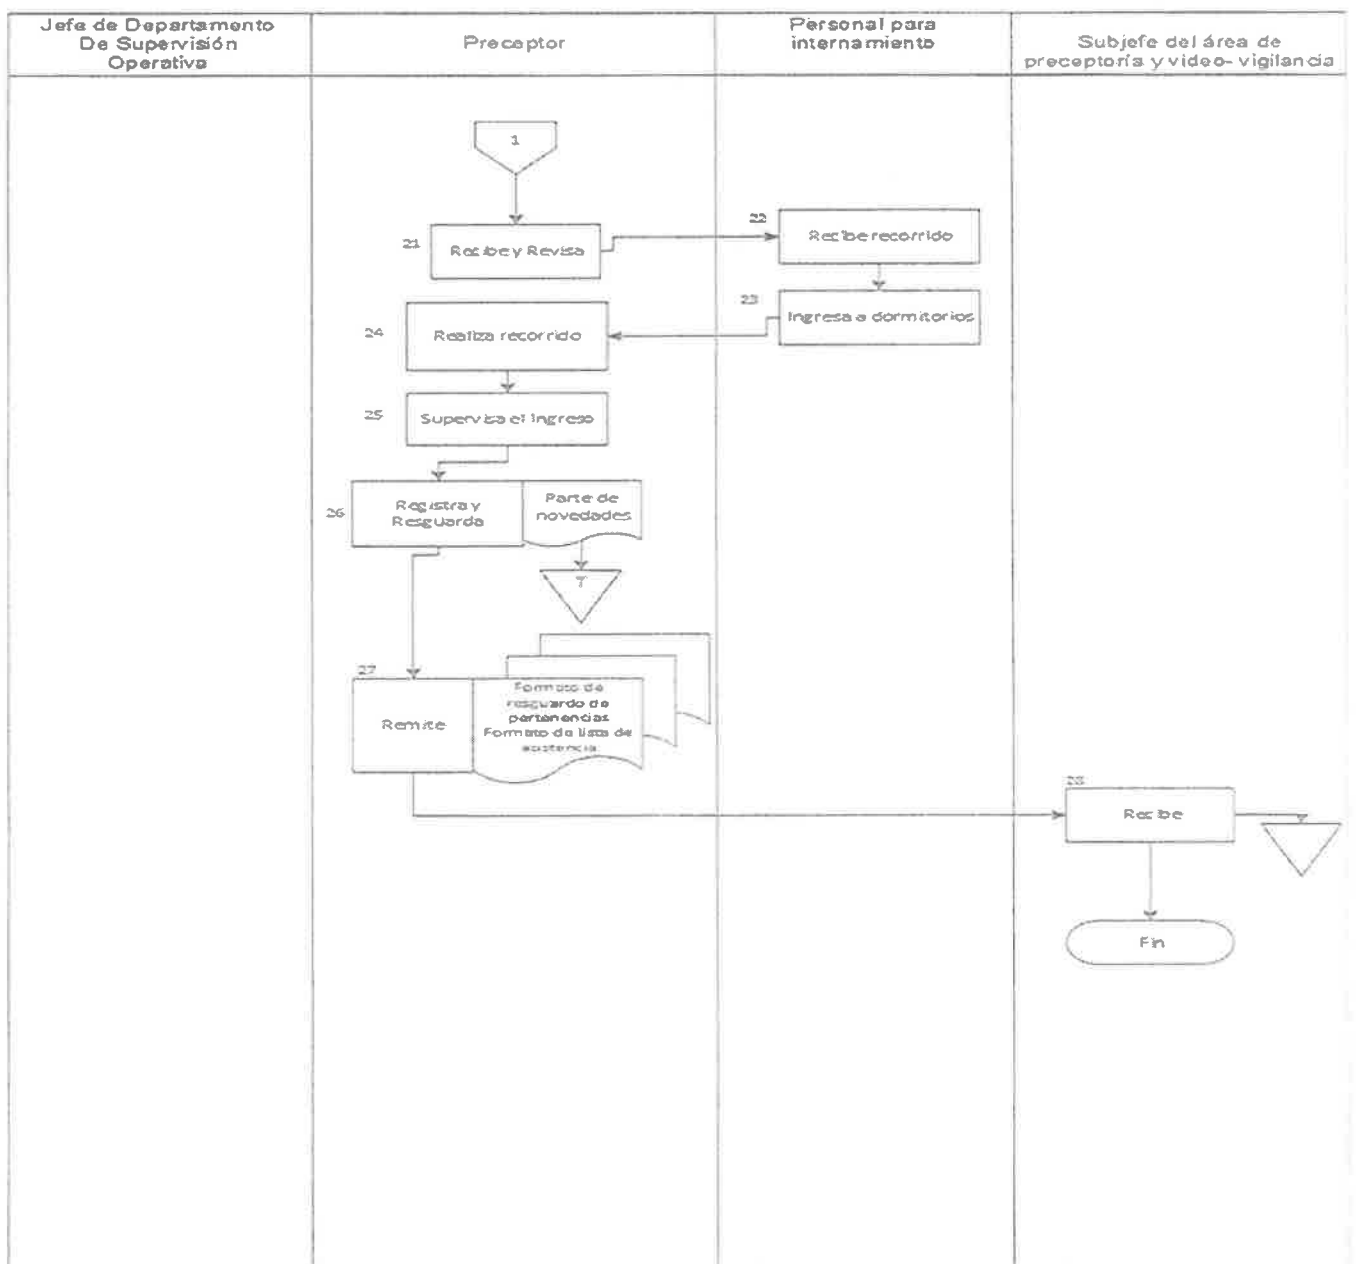 Jefe de Departamento
De Supervisión
Operativa
Preceptor
Personal para
internamiento
Subjefe del área de
preceptoría y video- vigilancia
1
21
Recibe y Revisa
22
Recibe recorrido
23
Ingresa a dormitorios
24
Realiza recorrido
25
Supervisa el Ingreso
26
Registra y
Resguarda
Parte de
novedades
T
27
Remite
Formato de
resguardo de
pertenencias
Formato de lista de
asistencia
28
Recibe
Fin